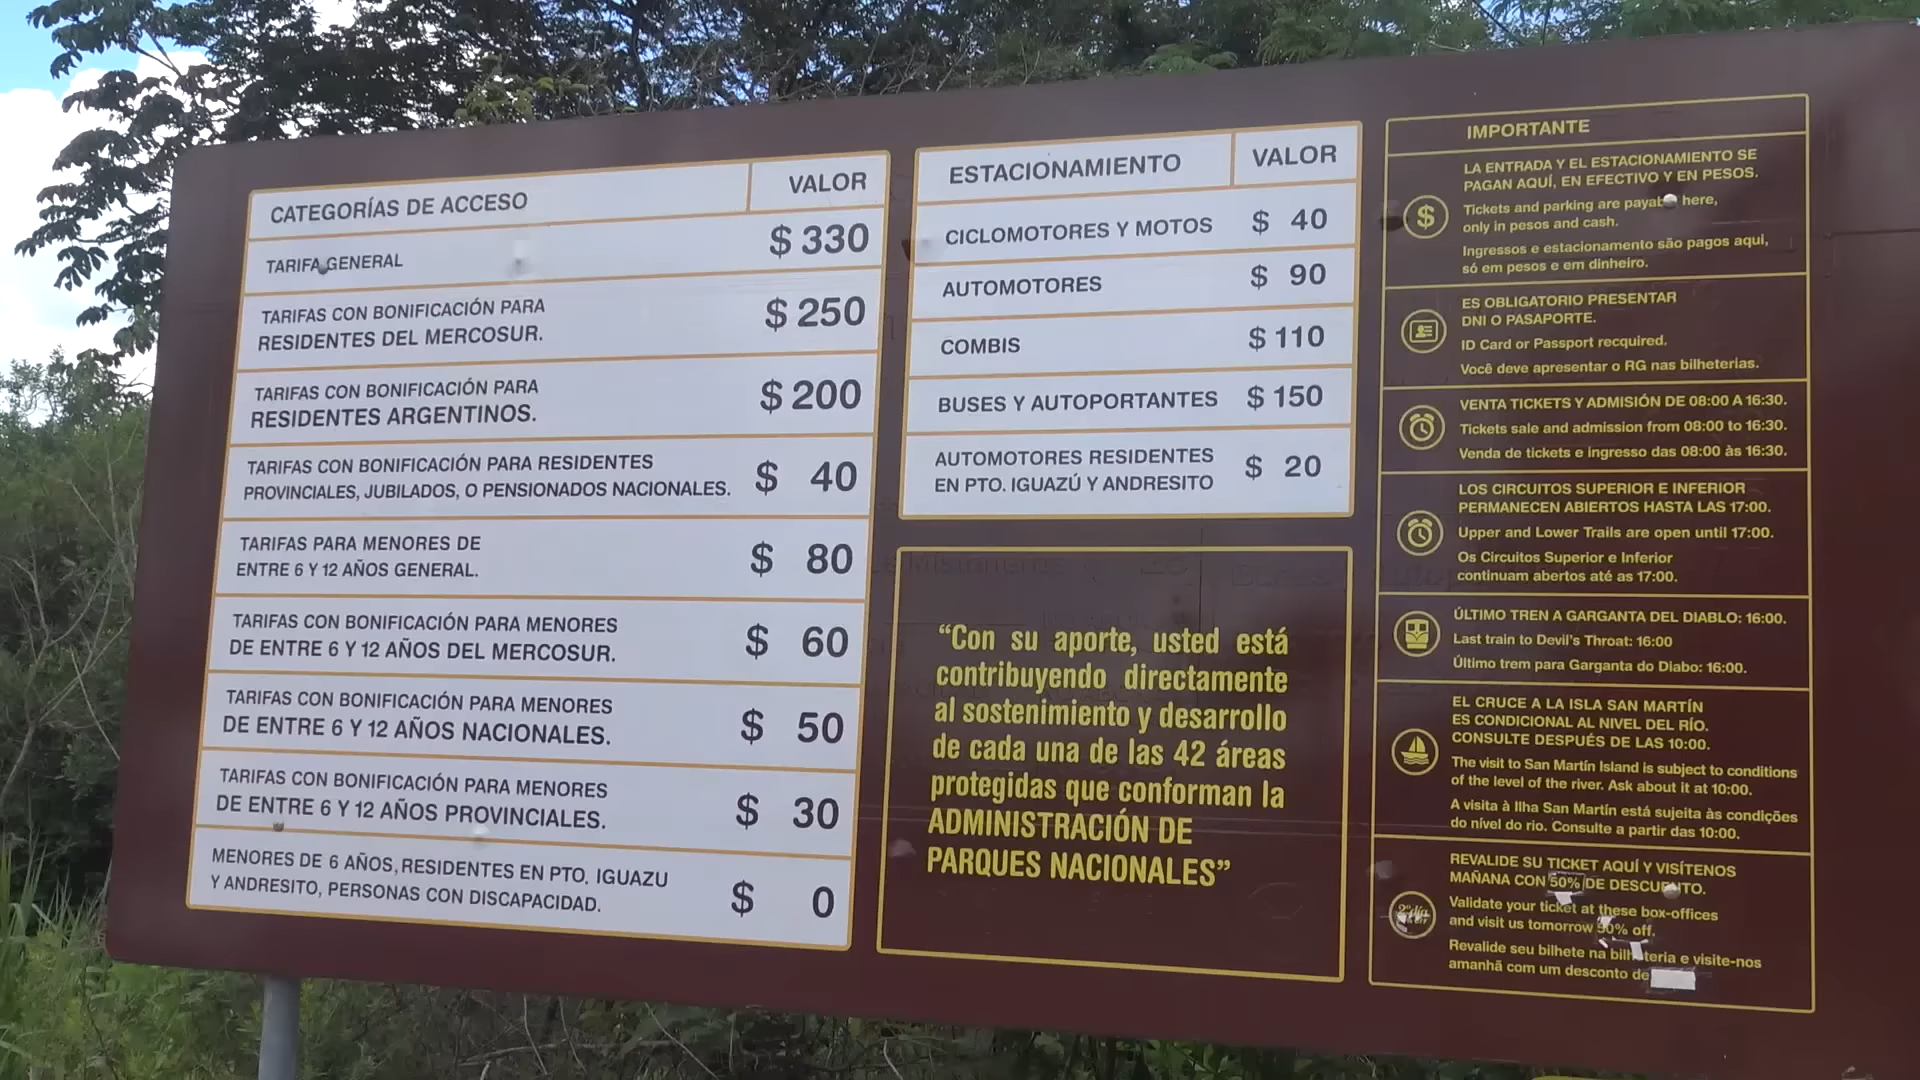 CATEGORÍAS DE ACCESO
VALOR
TARIFA GENERAL
$ 330
TARIFAS CON BONIFICACIÓN PARA
RESIDENTES DEL MERCOSUR.
$ 250
TARIFAS CON BONIFICACIÓN PARA
RESIDENTES ARGENTINOS.
$ 200
TARIFAS CON BONIFICACIÓN PARA RESIDENTES
PROVINCIALES, JUBILADOS, O PENSIONADOS NACIONALES.
$ 40
TARIFAS PARA MENORES DE
ENTRE 6 Y 12 AÑOS GENERAL.
$ 80
TARIFAS CON BONIFICACIÓN PARA MENORES
DE ENTRE 6 Y 12 AÑOS DEL MERCOSUR.
$ 60
TARIFAS CON BONIFICACIÓN PARA MENORES
DE ENTRE 6 Y 12 AÑOS NACIONALES.
$ 50
TARIFAS CON BONIFICACIÓN PARA MENORES
DE ENTRE 6 Y 12 AÑOS PROVINCIALES.
$ 30
MENORES DE 6 AÑOS, RESIDENTES EN PTO. IGUAZU
Y ANDRESITO, PERSONAS CON DISCAPACIDAD.
$ 0
ESTACIONAMIENTO
VALOR
CICLOMOTORES Y MOTOS
$ 40
AUTOMOTORES
$ 90
COMBIS
$ 110
BUSES Y AUTOPORTANTES
$ 150
AUTOMOTORES RESIDENTES
EN PTO. IGUAZÚ Y ANDRESITO
$ 20
“Con su aporte, usted está
contribuyendo directamente
al sostenimiento y desarrollo
de cada una de las 42 áreas
protegidas que conforman la
ADMINISTRACIÓN DE
PARQUES NACIONALES”
IMPORTANTE
LA ENTRADA Y EL ESTACIONAMIENTO SE
PAGAN AQUÍ, EN EFECTIVO Y EN PESOS.
Tickets and parking are payable here,
only in pesos and cash.
Ingressos e estacionamento são pagos aqui,
só em pesos e em dinheiro.
ES OBLIGATORIO PRESENTAR
DNI O PASAPORTE.
ID Card or Passport recquired.
Você deve apresentar o RG nas bilheterias.
VENTA TICKETS Y ADMISIÓN DE 08:00 A 16:30.
Tickets sale and admission from 08:00 to 16:30.
Venda de tickets e ingresso das 08:00 às 16:30.
LOS CIRCUITOS SUPERIOR E INFERIOR
PERMANECEN ABIERTOS HASTA LAS 17:00.
Upper and Lower Trails are open until 17:00.
Os Circuitos Superior e Inferior
continuam abertos até as 17:00.
ÚLTIMO TREN A GARGANTA DEL DIABLO: 16:00.
Last train to Devil's Throat: 16:00
Último trem para Garganta do Diabo: 16:00.
EL CRUCE A LA ISLA SAN MARTÍN
ES CONDICIONAL AL NIVEL DEL RÍO.
CONSULTE DESPUÉS DE LAS 10:00.
The visit to San Martín Island is subject to conditions
of the level of the river. Ask about it at 10:00.
A visita à Ilha San Martín está sujeita às condições
do nível do rio. Consulte a partir das 10:00.
REVALIDE SU TICKET AQUÍ Y VISÍTENOS
MAÑANA CON 50% DE DESCUENTO.
Validate your ticket at these box-offices
and visit us tomorrow 50% off.
Revalide seu bilhete na bilheteria e visite-nos
amanhã com um desconto de